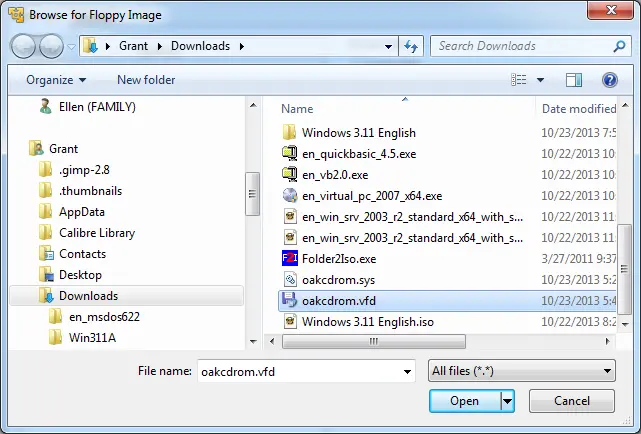 Browse for Floppy Image
Grant Downloads
Search Downloads
Organize New folder
Ellen (FAMILY)
Grant
.gimp-2.8
.thumbnails
AppData
Calibre Library
Contacts
Desktop
Downloads
en_msdos622
Win311A
Name Date modified
Windows 3.11 English 10/23/2013 7:5
en_quickbasic_4.5.exe 10/22/2013 10:
en_vb2.0.exe 10/22/2013 10:
en_virtual_pc_2007_x64.exe 10/22/2013 10:
en_win_srv_2003_r2_standard_x64_with_s... 10/22/2013 11:
en_win_srv_2003_r2_standard_x64_with_s... 10/22/2013 11:
F2I Folder2Iso.exe 3/27/2011 9:37
oakcdrom.sys 10/23/2013 5:4
oakcdrom.vfd 10/23/2013 5:4
Windows 3.11 English.iso 10/22/2013 8:2
File name: oakcdrom.vfd All files (*.*)
Open Cancel